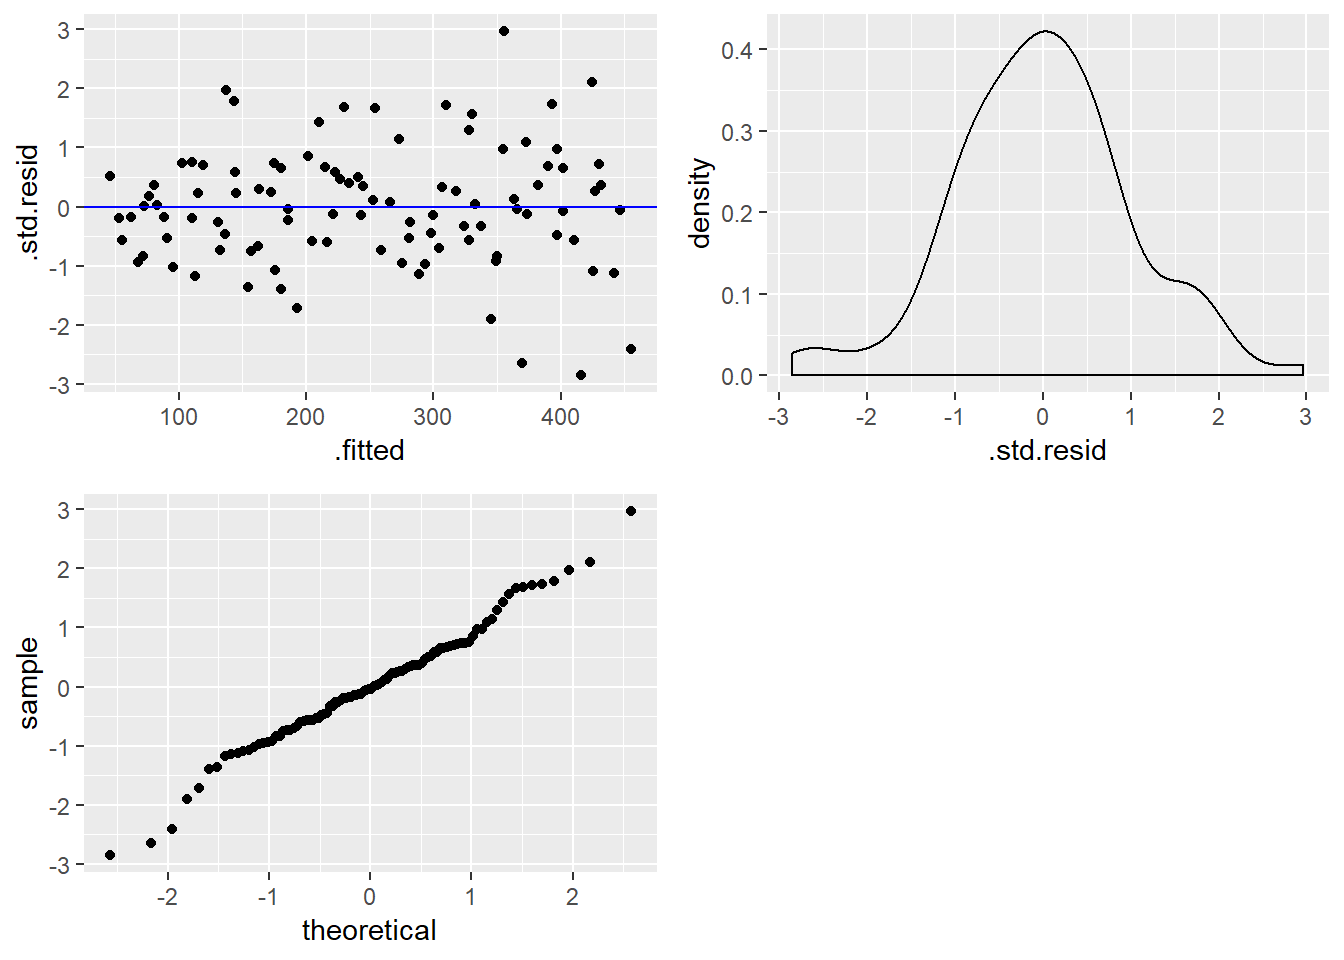 3
2
1
0
-1
-2
-3
.std.resid
100 200 300 400
.fitted
0.4
0.3
0.2
0.1
0.0
density
-3 -2 -1 0 1 2 3
.std.resid
3
2
1
0
-1
-2
-3
sample
-2 -1 0 1 2
theoretical